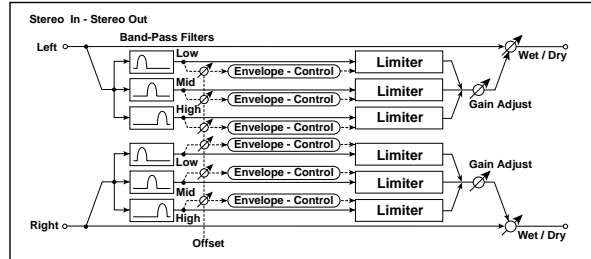 Stereo In - Stereo Out
Band-Pass Filters
Left
Low
Wet / Dry
Envelope - Control
Limiter
Mid
Envelope - Control
Limiter
Gain Adjust
High
Envelope - Control
Limiter
Envelope - Control
Limiter
Low
Gain Adjust
Envelope - Control
Limiter
Mid
Envelope - Control
Limiter
High
Right
Offset
Wet / Dry